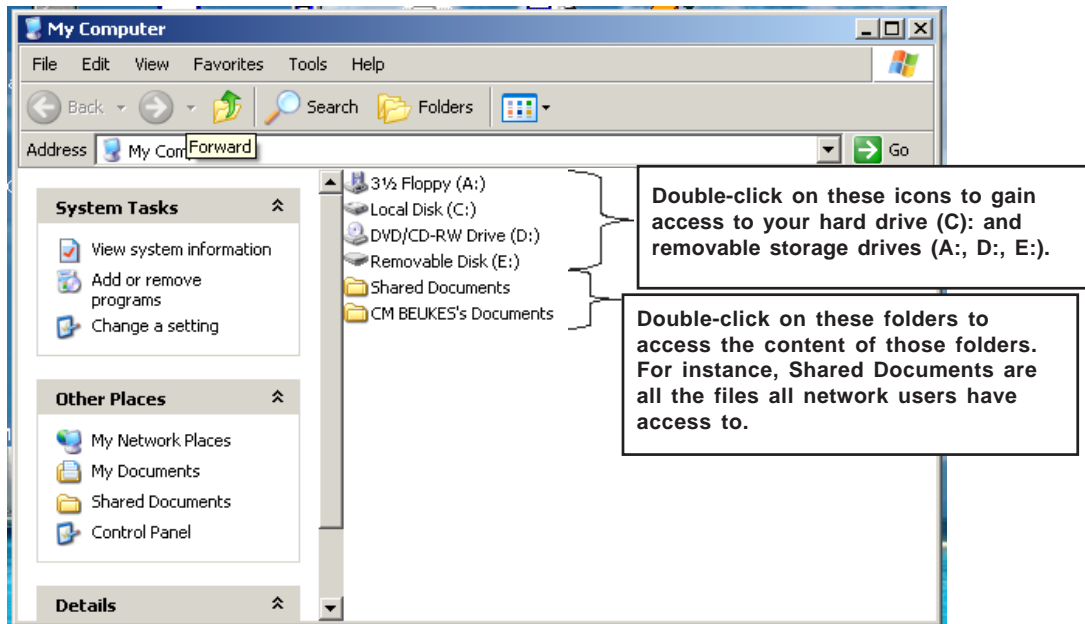 My Computer
File Edit View Favorites Tools Help
Back Search Folders
Address My Com Forward Go
System Tasks
View system information
Add or remove
programs
Change a setting
Other Places
My Network Places
My Documents
Shared Documents
Control Panel
Details
3½ Floppy (A:)
Local Disk (C:)
DVD/CD-RW Drive (D:)
Removable Disk (E:)
Shared Documents
CM BEUKES's Documents
Double-click on these icons to gain
access to your hard drive (C): and
removable storage drives (A:, D:, E:).
Double-click on these folders to
access the content of those folders.
For instance, Shared Documents are
all the files all network users have
access to.